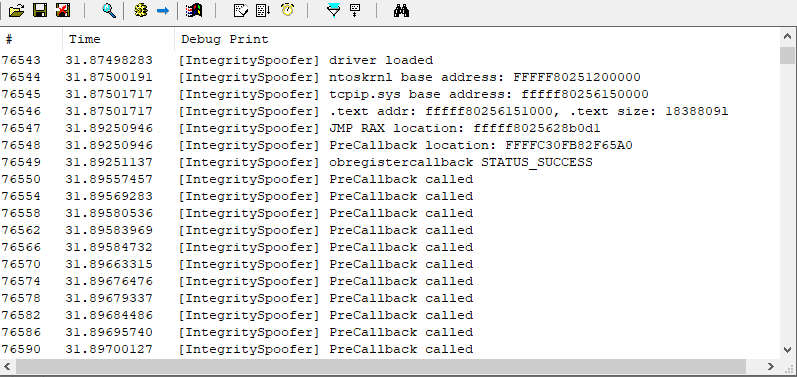 # Time Debug Print
76543 31.87498283 [IntegritySpoofer] driver loaded
76544 31.87500191 [IntegritySpoofer] ntoskrnl base address: FFFFF80251200000
76545 31.87501717 [IntegritySpoofer] tcpip.sys base address: fffff80256150000
76546 31.87501717 [IntegritySpoofer] .text addr: fffff80256151000, .text size: 1838809l
76547 31.89250946 [IntegritySpoofer] JMP RAX location: fffff8025628b0d1
76548 31.89250946 [IntegritySpoofer] PreCallback location: FFFFC30FB82F65A0
76549 31.89251137 [IntegritySpoofer] obregistercallback STATUS_SUCCESS
76550 31.89557457 [IntegritySpoofer] PreCallback called
76554 31.89569283 [IntegritySpoofer] PreCallback called
76558 31.89580536 [IntegritySpoofer] PreCallback called
76562 31.89583969 [IntegritySpoofer] PreCallback called
76566 31.89584732 [IntegritySpoofer] PreCallback called
76570 31.89663315 [IntegritySpoofer] PreCallback called
76574 31.89676476 [IntegritySpoofer] PreCallback called
76578 31.89679337 [IntegritySpoofer] PreCallback called
76582 31.89684486 [IntegritySpoofer] PreCallback called
76586 31.89695740 [IntegritySpoofer] PreCallback called
76590 31.89700127 [IntegritySpoofer] PreCallback called